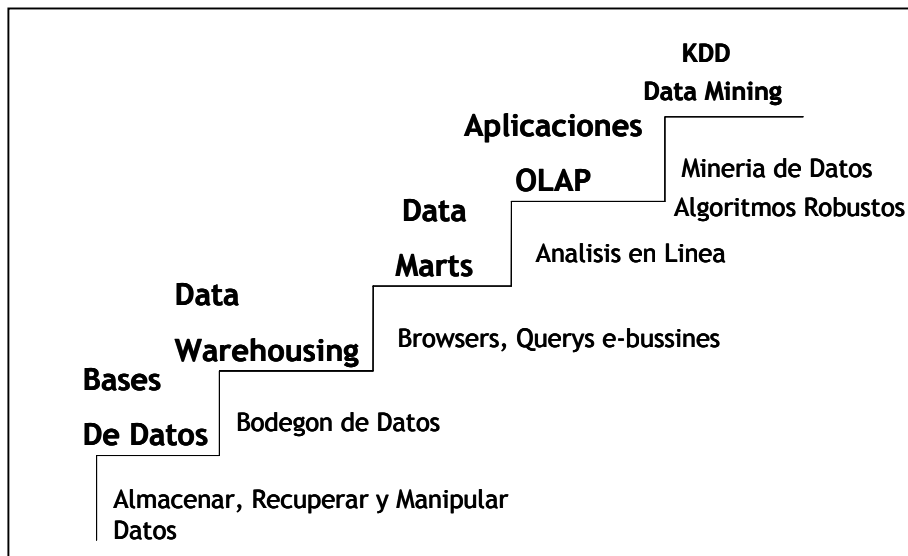 KDD
Data Mining
Aplicaciones
OLAP
Mineria de Datos
Algoritmos Robustos
Data
Marts
Analisis en Linea
Data
Warehousing
Browsers, Querys e-bussines
Bases
De Datos
Bodegon de Datos
Almacenar, Recuperar y Manipular
Datos